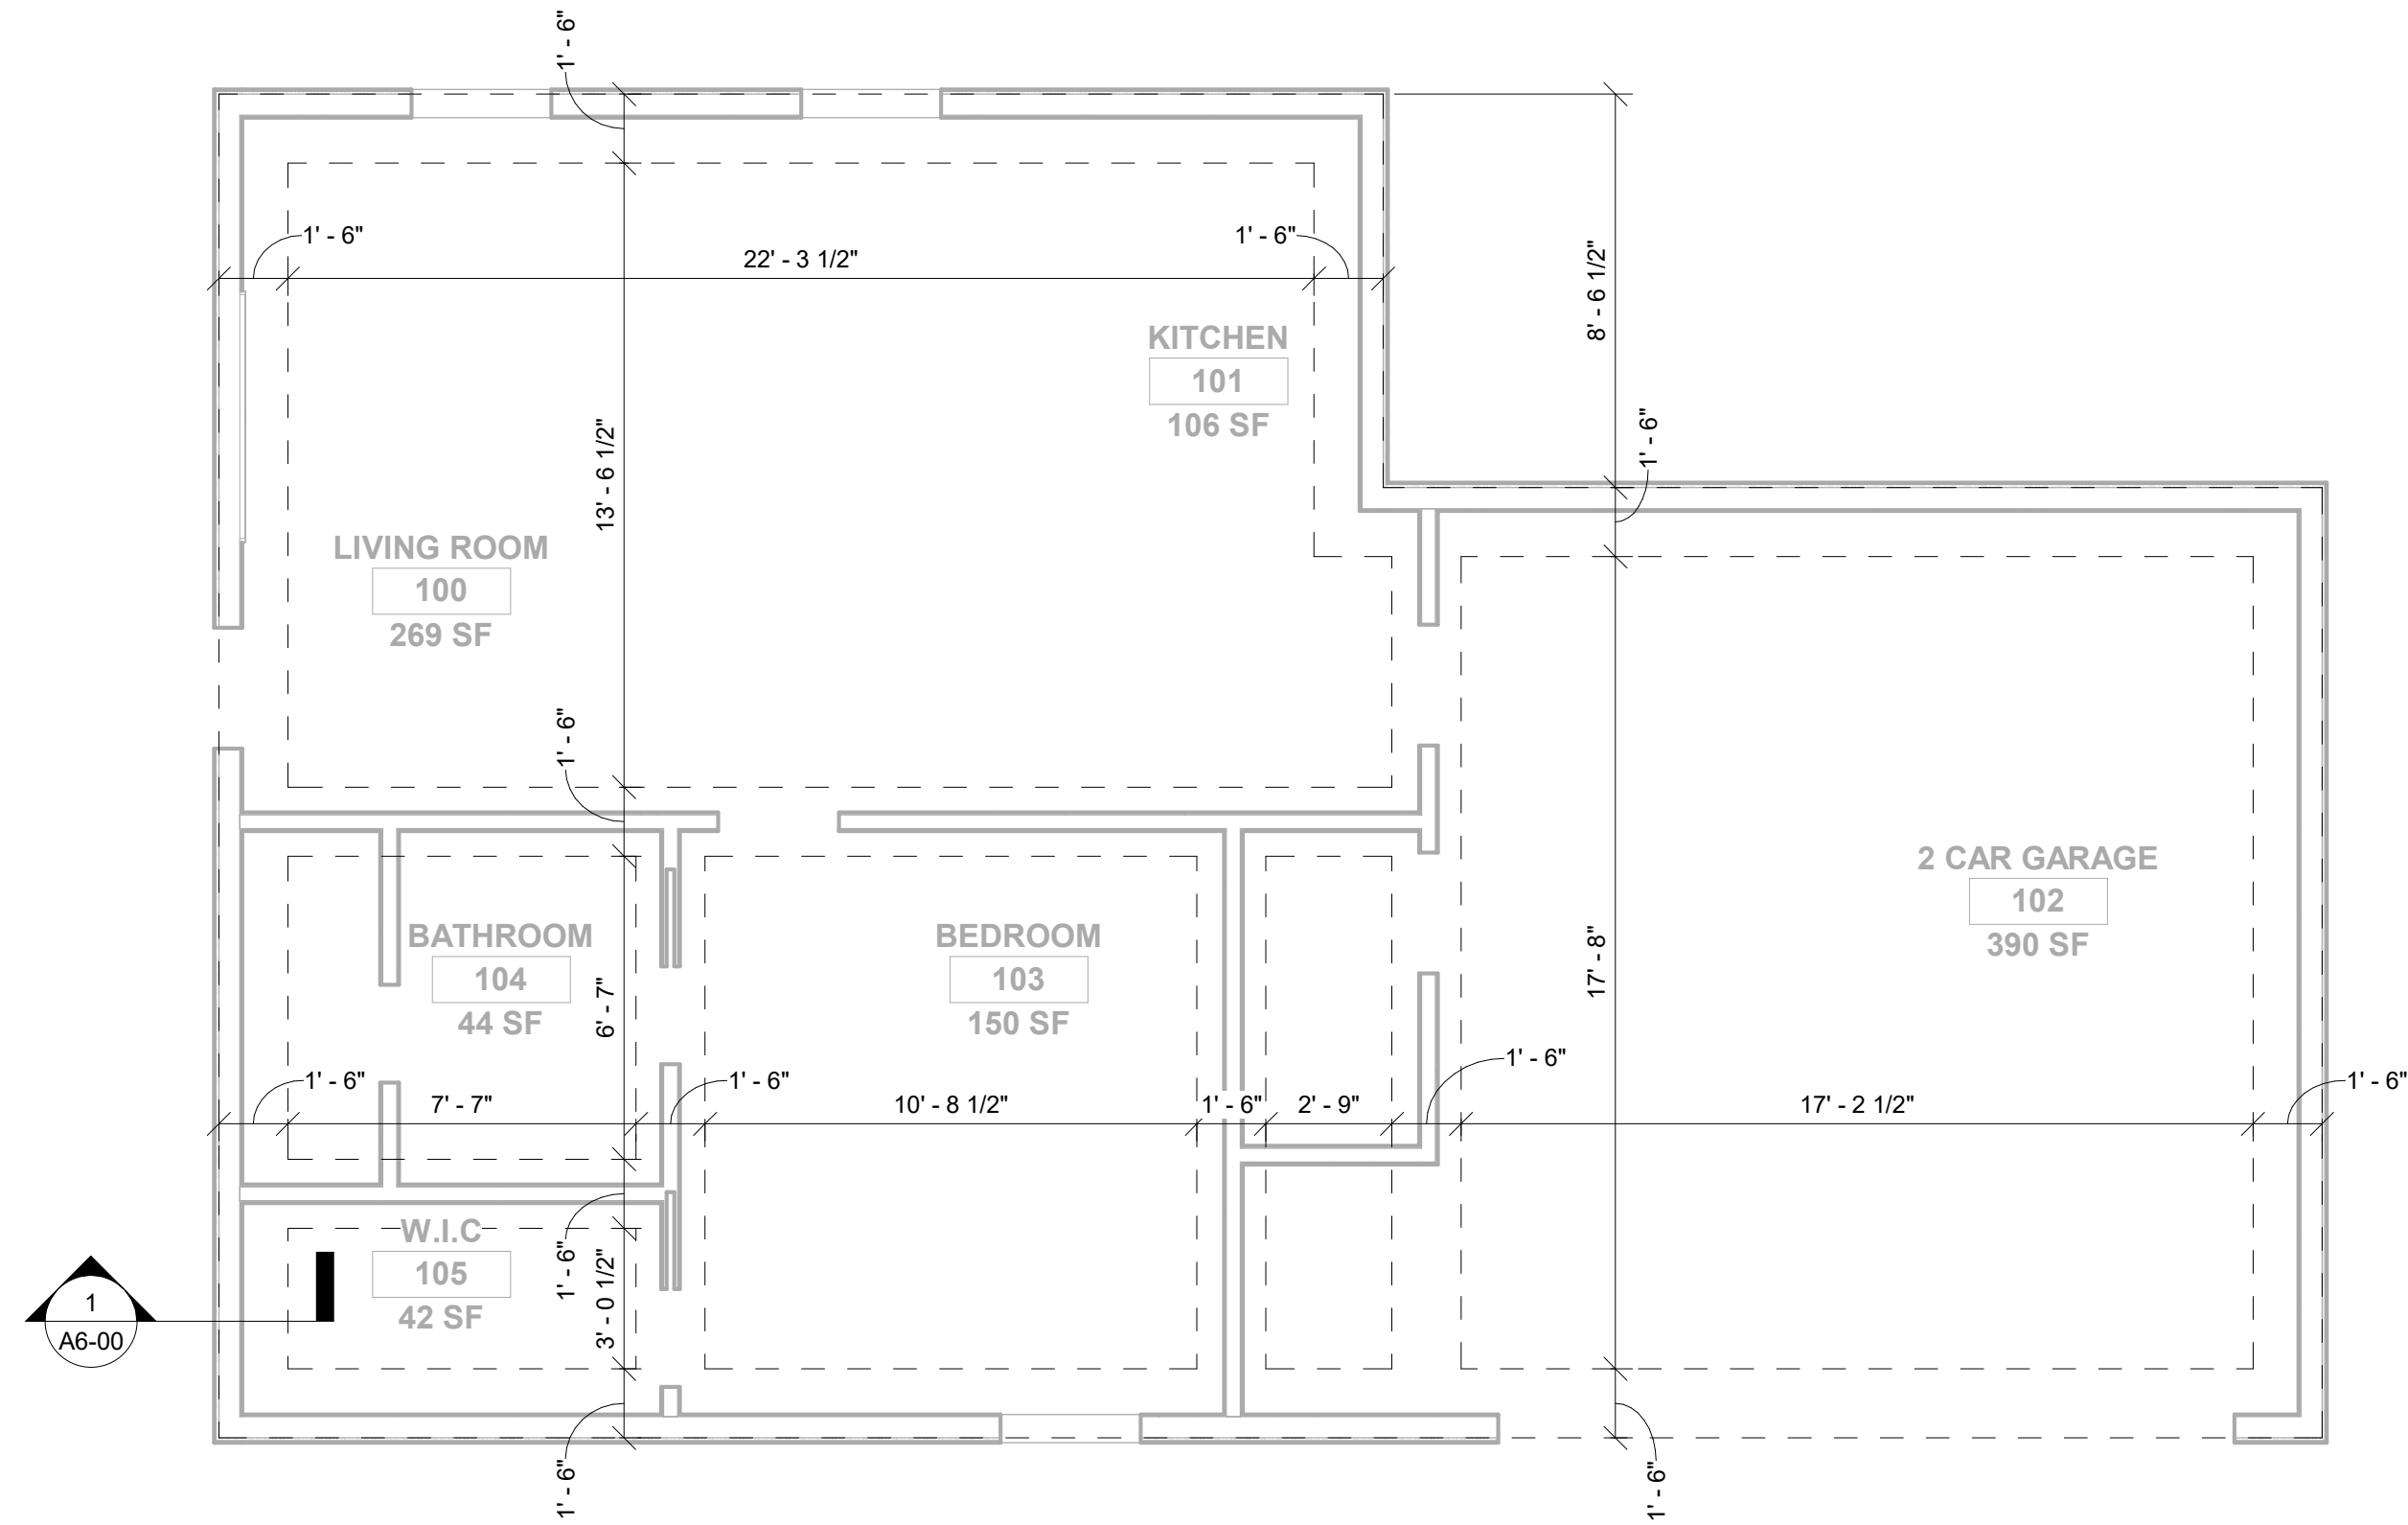 1' - 6"
1' - 6"
1' - 6"
22' - 3 1/2"
8' - 6 1/2"
KITCHEN
101
106 SF
13' - 6 1/2"
1' - 6"
LIVING ROOM
100
269 SF
1' - 6"
2 CAR GARAGE
102
390 SF
BATHROOM
104
44 SF
BEDROOM
103
150 SF
17' - 8"
6' - 7"
1' - 6"
1' - 6"
1' - 6"
1' - 6"
7' - 7"
10' - 8 1/2"
1' - 6"
2' - 9"
17' - 2 1/2"
W.I.C
105
42 SF
1' - 6"
3' - 0 1/2"
1
A6-00
1' - 6"
1' - 6"